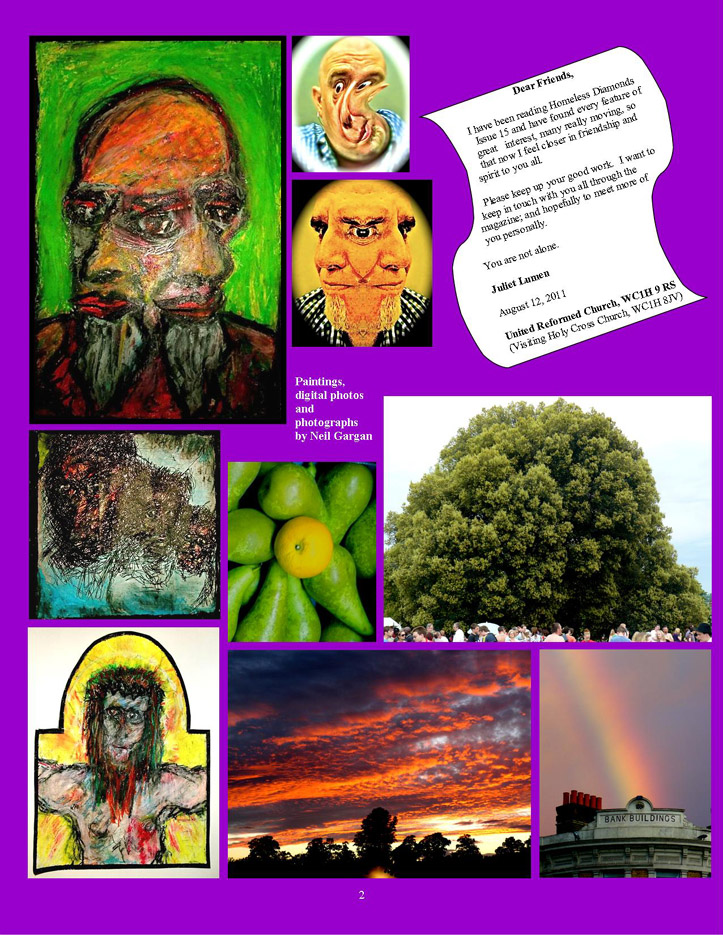 Dear Friends,
I have been reading Homeless Diamonds
Issue 15 and have found every feature of
great interest, many really moving, so
that now I feel closer in friendship and
spirit to you all.
Please keep up your good work. I want to
keep in touch with you all through the
magazine; and hopefully to meet more of
you personally.
You are not alone.
Juliet Lumen
August 12, 2011
United Reformed Church, WC1H 9 RS
(Visiting Holy Cross Church, WC1H 8JV)
Paintings,
digital photos
and
photographs
by Neil Gargan
BANK BUILDINGS
2